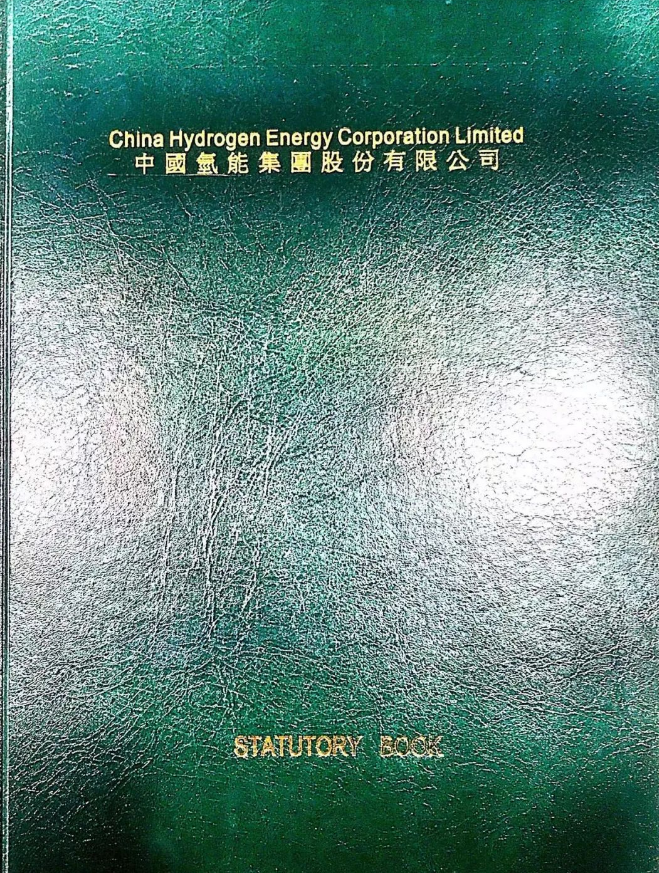 China Hydrogen Energy Corporation Limited
中國氫能集團股份有限公司
STATUTORY BOOK